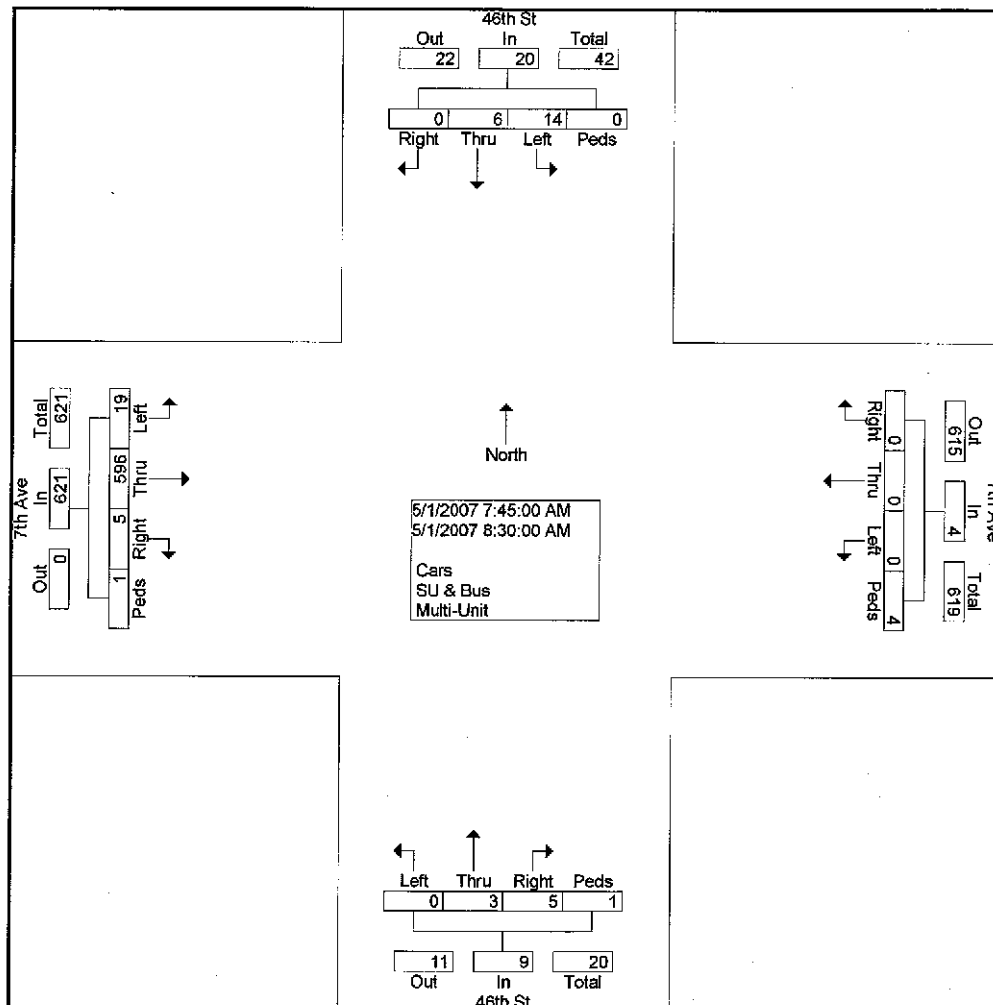 46th St
Out In Total
22 20 42
0 6 14 0
Right Thru Left Peds
7th Ave
Total In Out
621 621 0
19 596 5 1
Left Thru Right Peds
North
5/1/2007 7:45:00 AM
5/1/2007 8:30:00 AM
Cars
SU & Bus
Multi-Unit
Right Thru Left Peds
0 0 0 4
Out In Total
615 4 619
Ave
Left Thru Right Peds
0 3 5 1
11 9 20
Out In Total
46th St